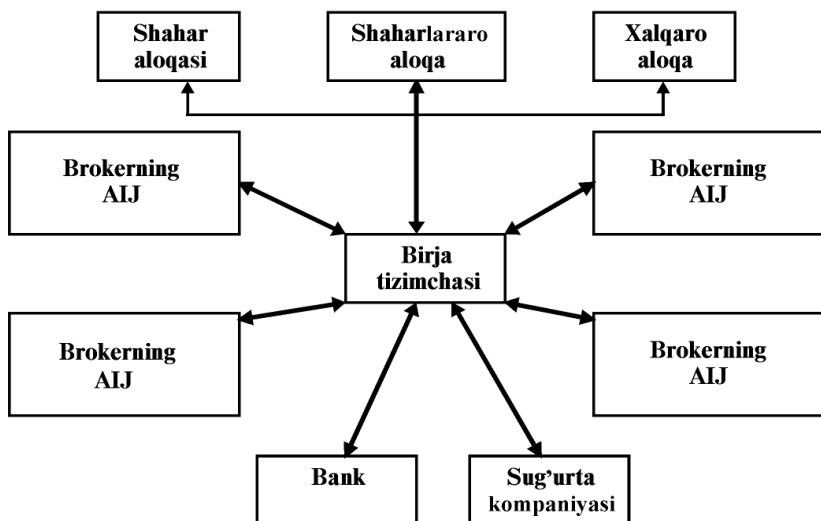 Shahar
aloqasi
Shaharlararo
aloqa
Xalqaro
aloqa
Brokerning
AIJ
Brokerning
AIJ
Birja
tizimchasi
Brokerning
AIJ
Brokerning
AIJ
Bank
Sug’urta
kompaniyasi